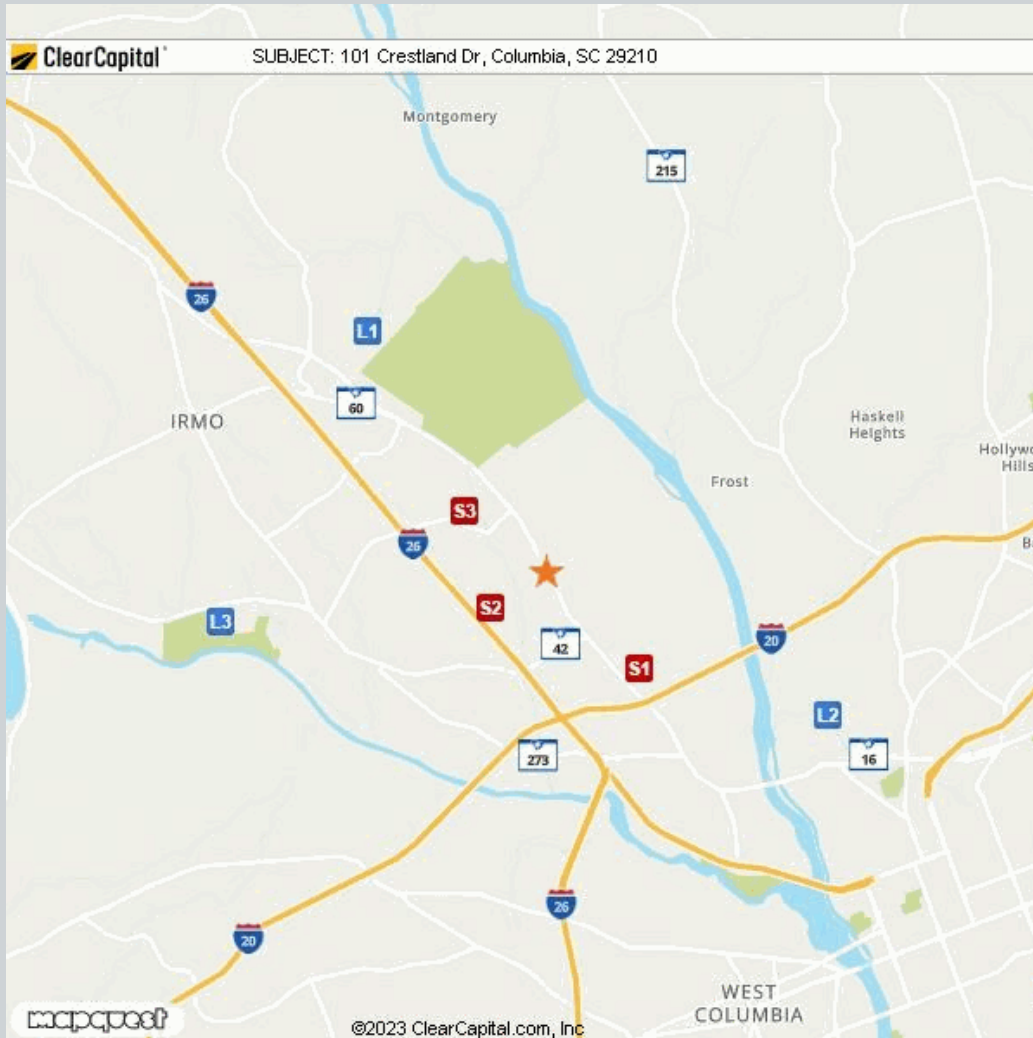 ClearCapital
SUBJECT: 101 Crestland Dr, Columbia, SC 29210
Montgomery
215
26
L1
60
IRMO
Haskell
Heights
Hollywo
Hills
Frost
S3
26
B
S2
L3
42
20
S1
L2
273
16
26
20
WEST
COLUMBIA
mapquest
©2023 ClearCapital.com, Inc